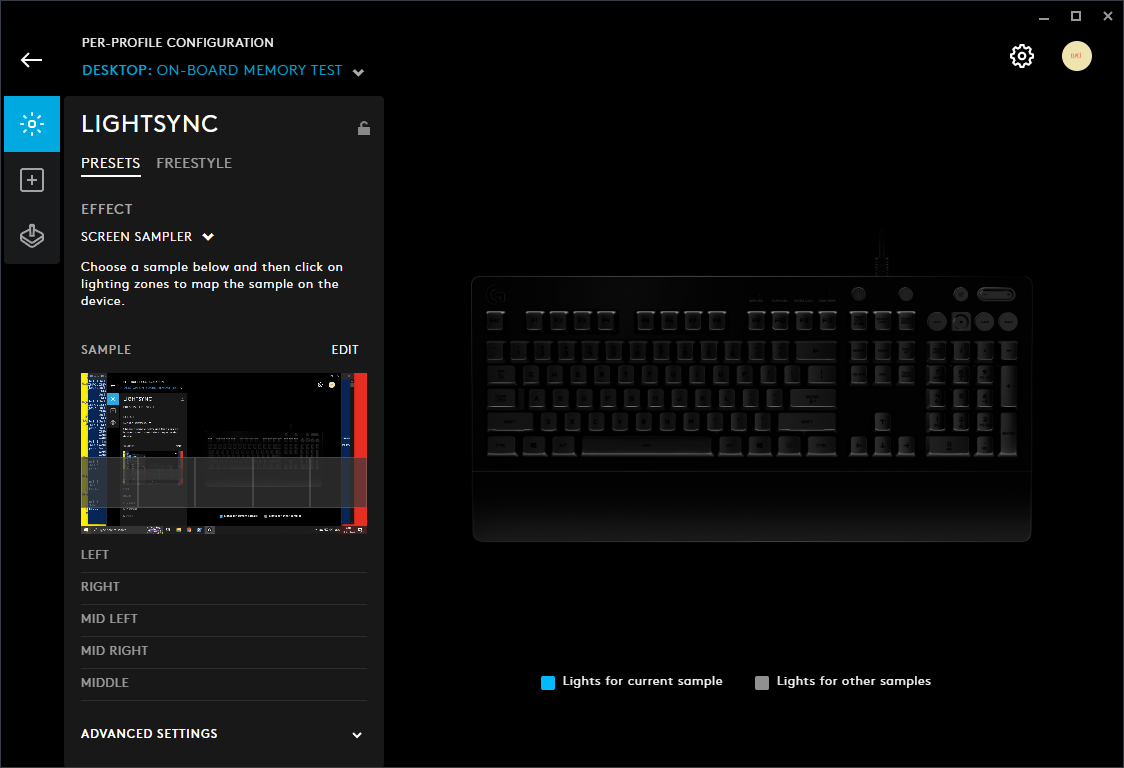 PER-PROFILE CONFIGURATION
DESKTOP: ON-BOARD MEMORY TEST
LIGHTSYNC
PRESETS FREESTYLE
EFFECT
SCREEN SAMPLER
Choose a sample below and then click on
lighting zones to map the sample on the
device.
SAMPLE EDIT
LIGHTSYNC
LEFT
RIGHT
MID LEFT
MID RIGHT
MIDDLE
ADVANCED SETTINGS
Lights for current sample Lights for other samples